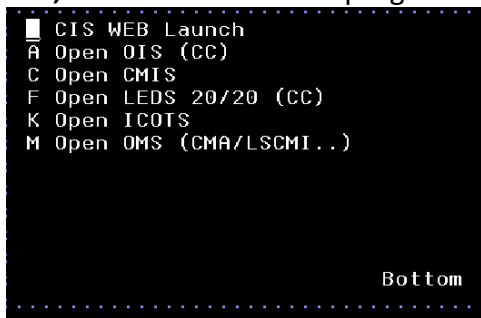 _ CIS WEB Launch
A Open OIS (CC)
C Open CMIS
F Open LEDS 20/20 (CC)
K Open ICOTS
M Open OMS (CMA/LSCMI..)
Bottom